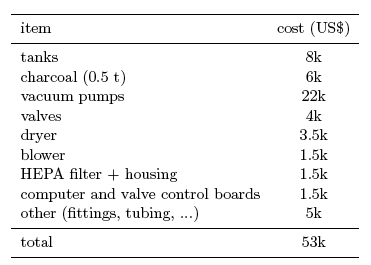 item cost (US$)
tanks 8k
charcoal (0.5 t) 6k
vacuum pumps 22k
valves 4k
dryer 3.5k
blower 1.5k
HEPA filter + housing 1.5k
computer and valve control boards 1.5k
other (fittings, tubing, ...) 5k
total 53k